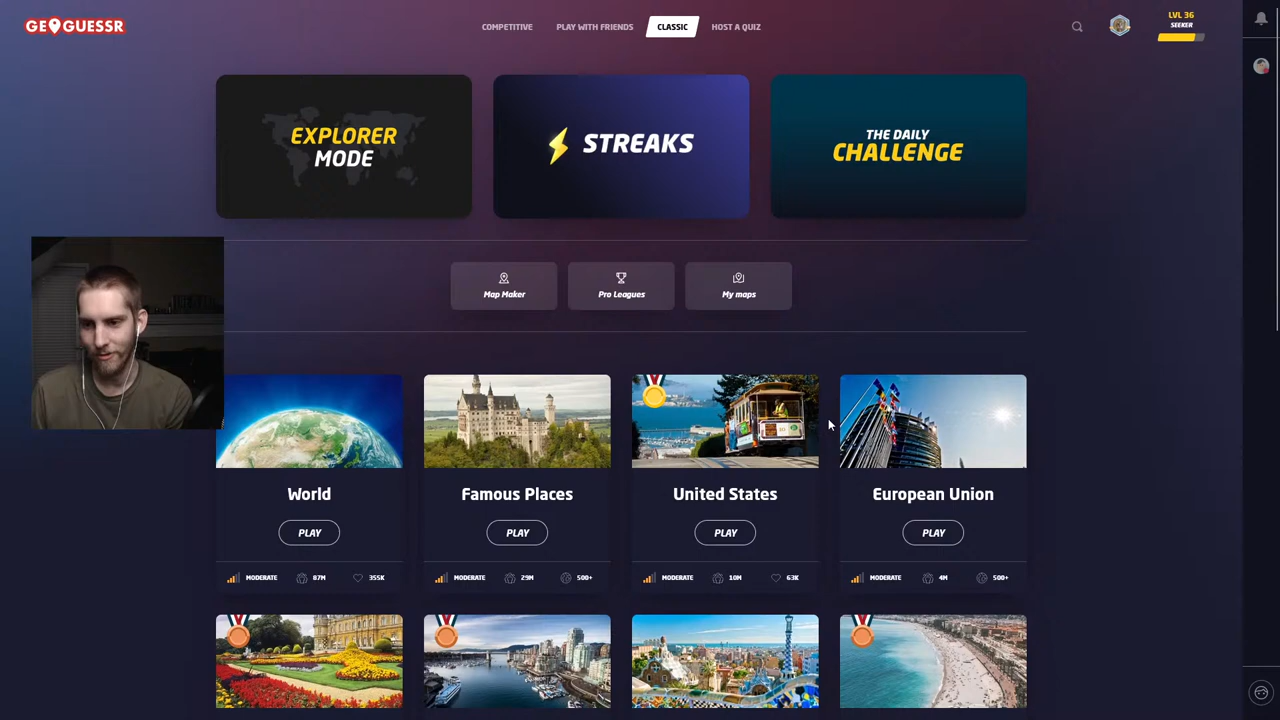 GEOGUESSR
COMPETITIVE
PLAY WITH FRIENDS
CLASSIC
HOST A QUIZ
LVL 36
SEEKER
EXPLORER
MODE
STREAKS
THE DAILY
CHALLENGE
Map Maker
Pro Leagues
My maps
World
Famous Places
United States
European Union
PLAY
PLAY
PLAY
PLAY
MODERATE 87M 355K
MODERATE 29M 500+
MODERATE 10M 63K
MODERATE 4M 500+